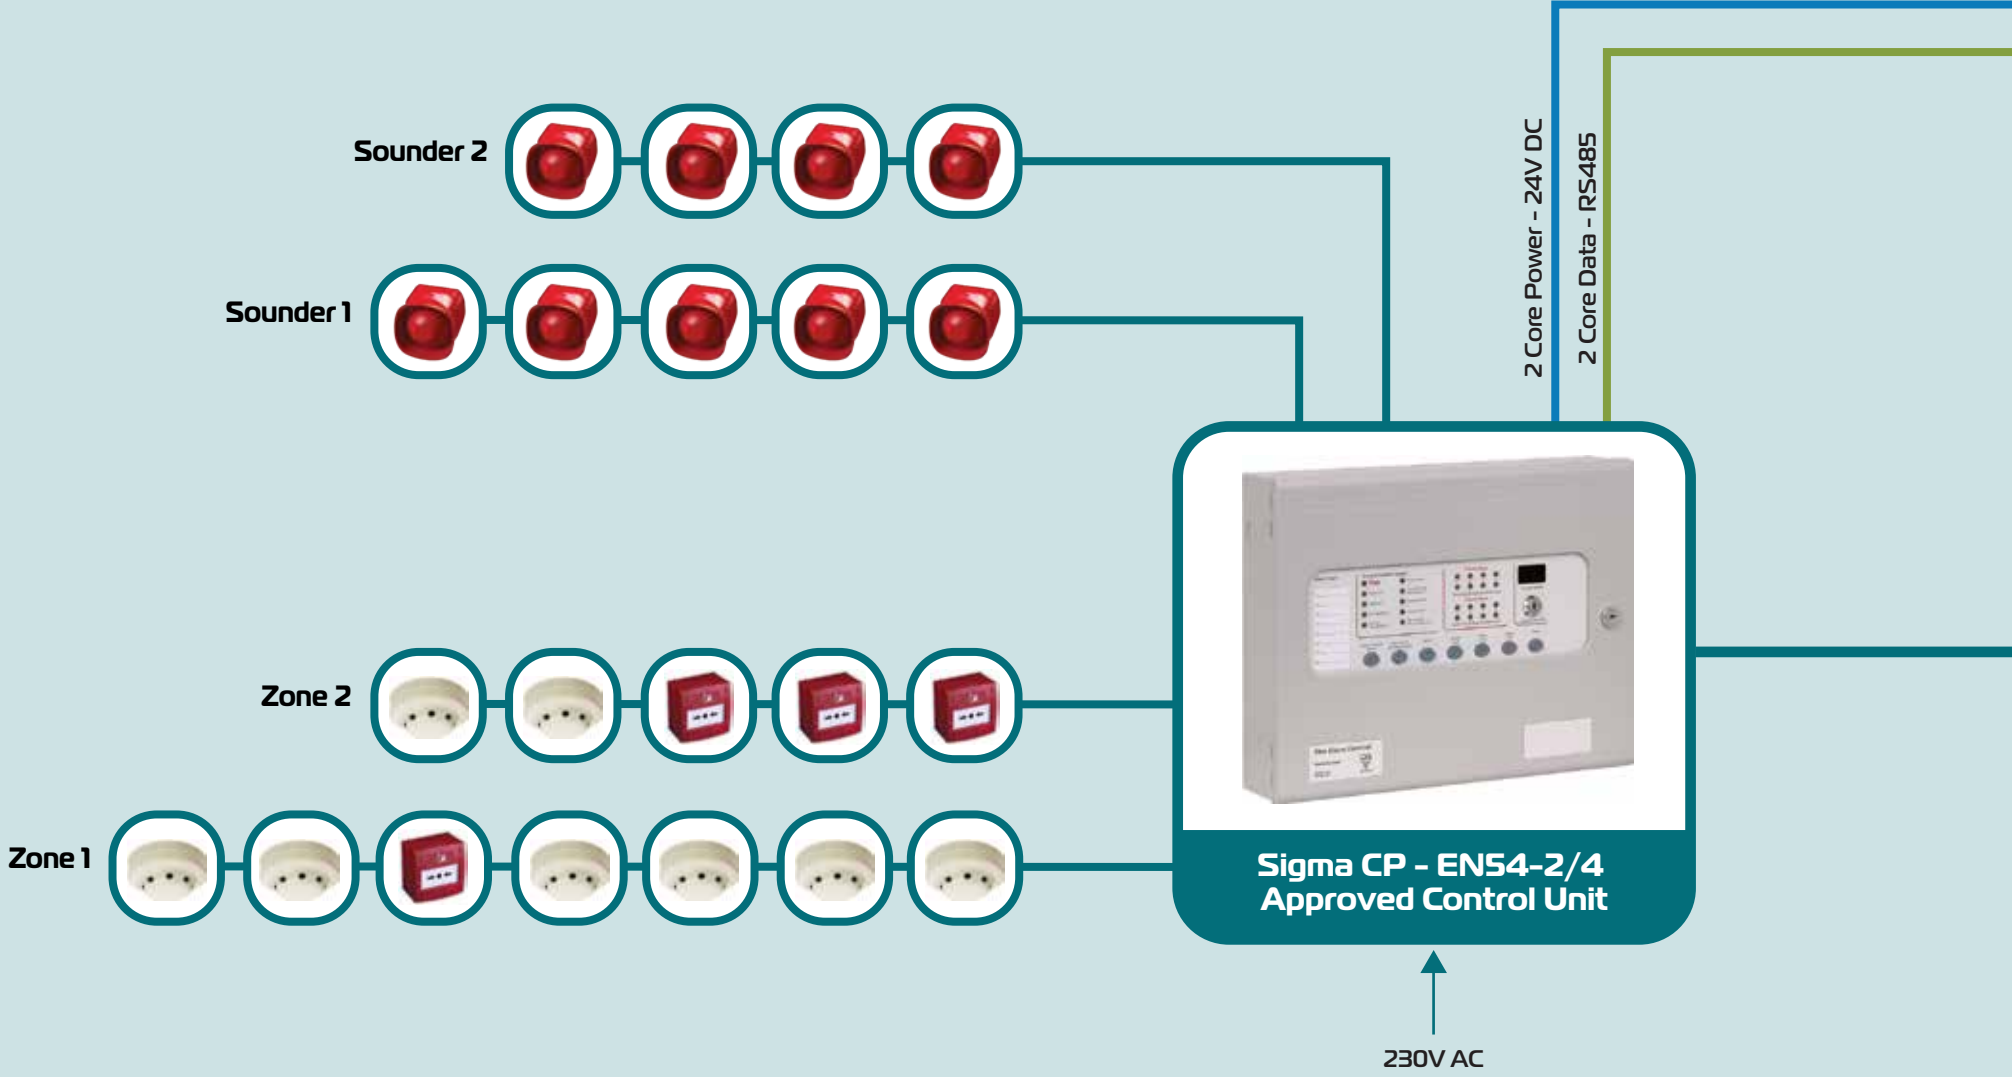 Sounder 2
Sounder 1
2 Core Power - 24V DC
2 Core Data - RS485
Zone 2
Zone 1
Sigma CP - EN54-2/4
Approved Control Unit
230V AC